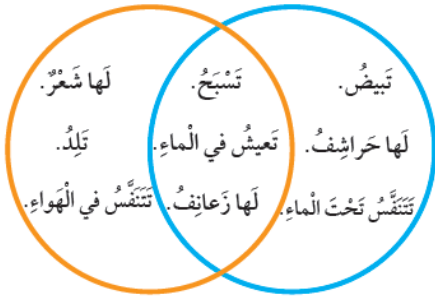 تَبيضُ.
تَسْبَحُ.
لَها شَعْرٌ.
لَها حَراشِفُ.
تَعيشُ في الْماءِ.
تَلِدُ.
تَتَنَفَّسُ تَحْتَ الْماءِ.
لَها زَعانِفُ.
تَتَنَفَّسُ في الْهَواءِ.